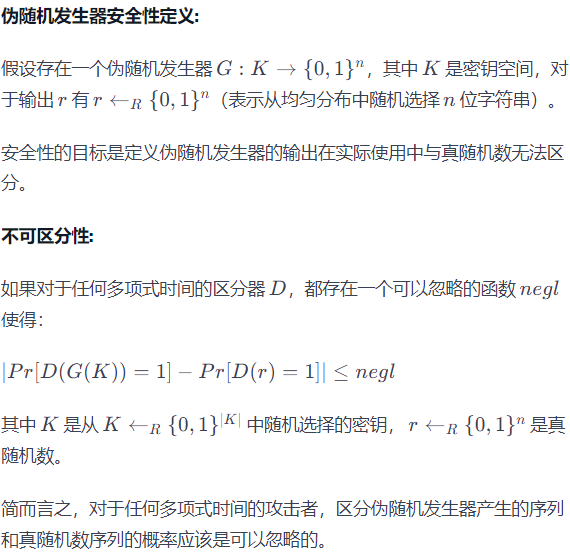 伪随机发生器安全性定义:
假设存在一个伪随机发生器 G : K → {0, 1}ⁿ，其中 K 是密钥空间，对
于输出 r 有 r ←_R {0, 1}ⁿ（表示从均匀分布中随机选择 n 位字符串）。
安全性的目标是定义伪随机发生器的输出在实际使用中与真随机数无法区
分。
不可区分性:
如果对于任何多项式时间的区分器 D，都存在一个可以忽略的函数 negl
使得：
|Pr[D(G(K)) = 1] − Pr[D(r) = 1]| ≤ negl
其中 K 是从 K ←_R {0, 1}^{|K|} 中随机选择的密钥， r ←_R {0, 1}ⁿ 是真
随机数。
简而言之，对于任何多项式时间的攻击者，区分伪随机发生器产生的序列
和真随机数序列的概率应该是可以忽略的。